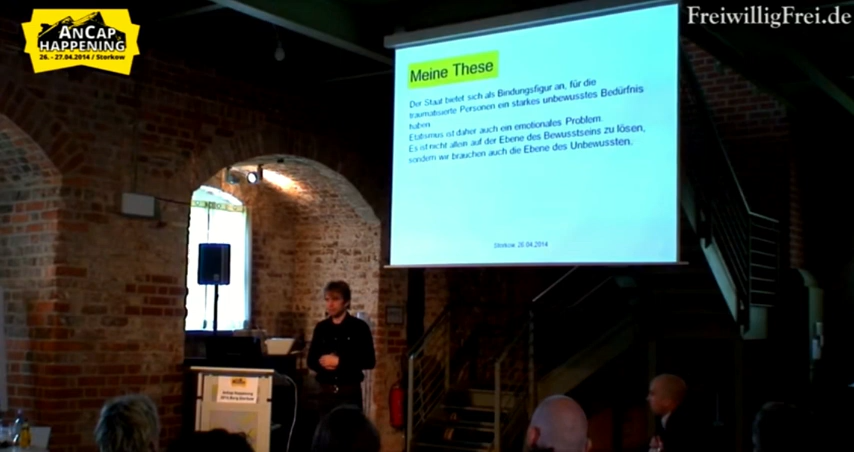 FreiwilligFrei.de
ANCAP
HAPPENING
26. - 27.04.2014 / Storkow
Meine These
Der Staat bietet sich als Bindungsfigur an, für die
traumatisierte Personen ein starkes unbewusstes Bedürfnis
haben
Etatismus ist daher auch ein emotionales Problem.
Es ist nicht allein auf der Ebene des Bewusstseins zu lösen,
sondern wir brauchen auch die Ebene des Unbewussten.
Storkow, 26.04.2014
AnCap Happening